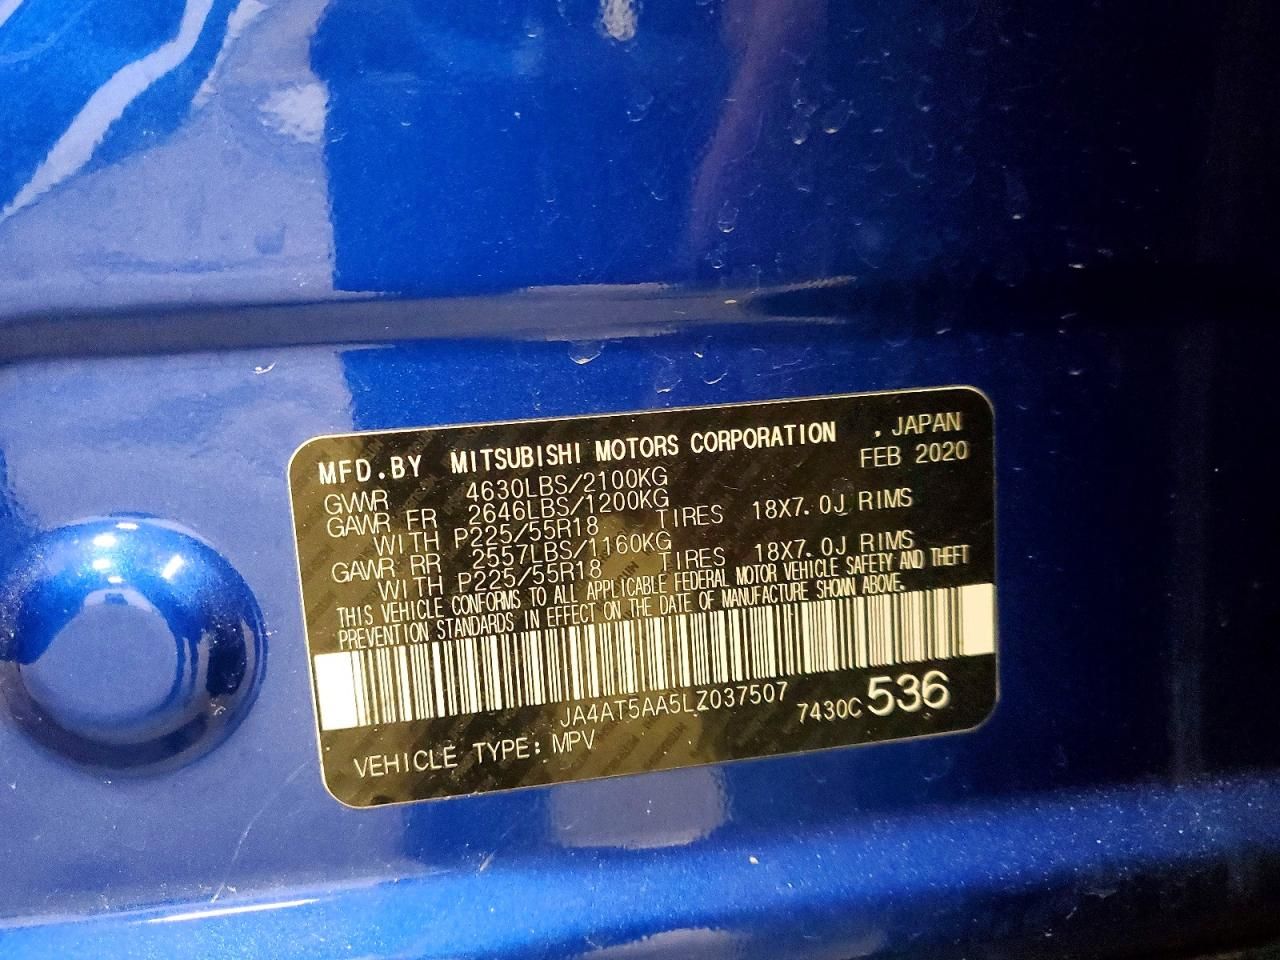 MFD.BY MITSUBISHI MOTORS CORPORATION , JAPAN
FEB 2020
GVWR 4630LBS/2100KG
GAWR FR 2646LBS/1200KG
WITH P225/55R18 TIRES 18X7.0J RIMS
GAWR RR 2557LBS/1160KG
WITH P225/55R18 TIRES 18X7.0J RIMS
THIS VEHICLE CONFORMS TO ALL APPLICABLE FEDERAL MOTOR VEHICLE SAFETY AND THEFT
PREVENTION STANDARDS IN EFFECT ON THE DATE OF MANUFACTURE SHOWN ABOVE.
JA4AT5AA5LZ037507 7430C536
VEHICLE TYPE: MPV